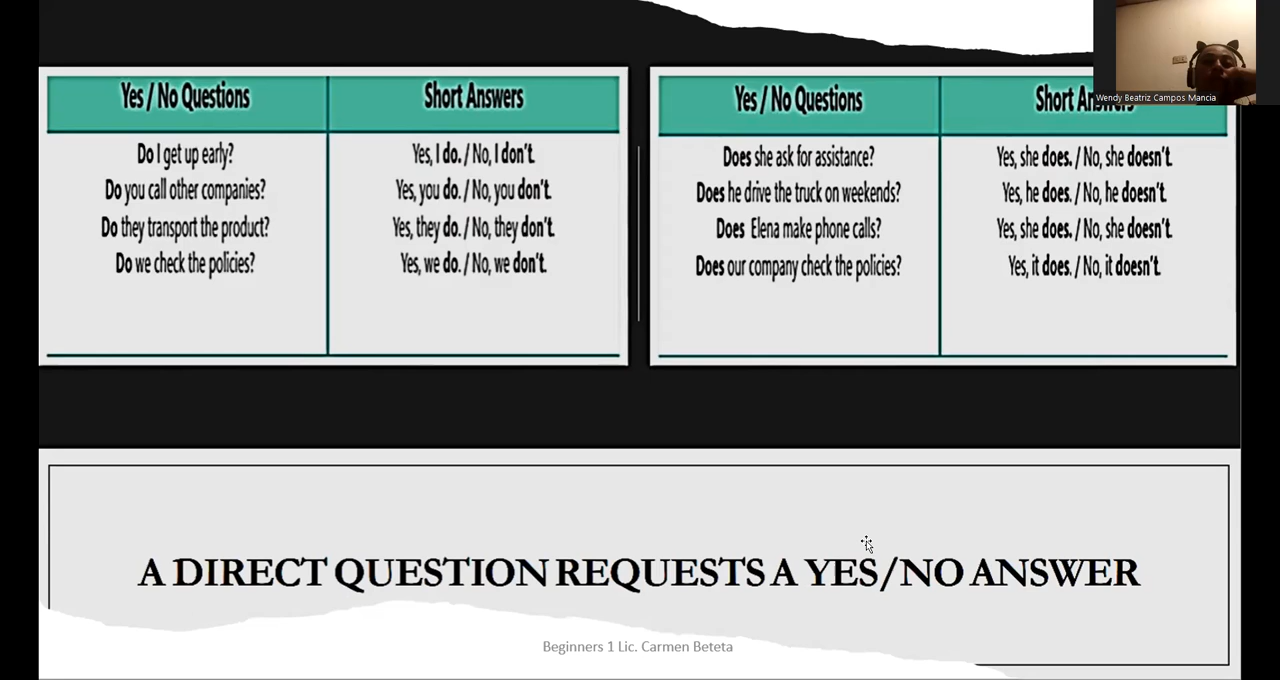 Yes / No Questions
Short Answers
Do I get up early?
Yes, I do. / No, I don't.
Do you call other companies?
Yes, you do. / No, you don't.
Do they transport the product?
Yes, they do. / No, they don't.
Do we check the policies?
Yes, we do. / No, we don't.
Yes / No Questions
Short Answers
Does she ask for assistance?
Yes, she does. / No, she doesn't.
Does he drive the truck on weekends?
Yes, he does. / No, he doesn't.
Does Elena make phone calls?
Yes, she does. / No, she doesn't.
Does our company check the policies?
Yes, it does. / No, it doesn't.
Wendy Beatriz Campos Mancia
A DIRECT QUESTION REQUESTS A YES/NO ANSWER
Beginners 1 Lic. Carmen Beteta